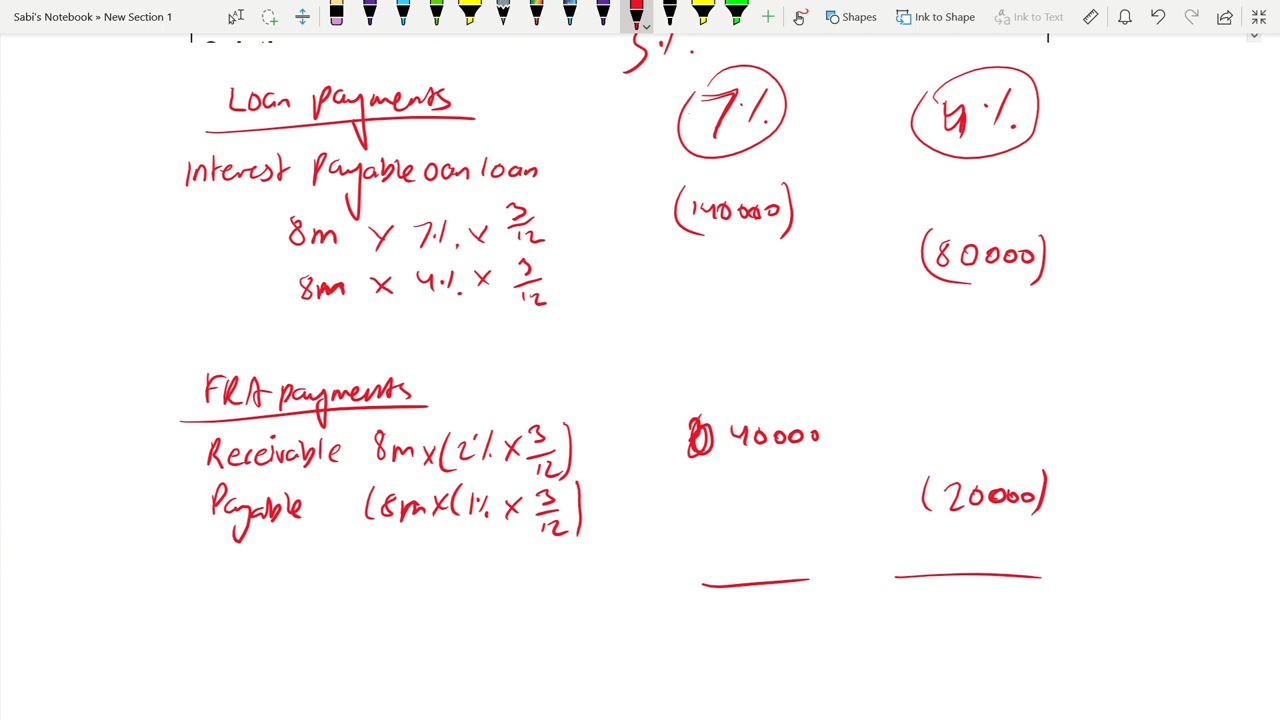 Sabi's Notebook » New Section 1
Shapes
Ink to Shape
Ink to Text
5%.
Loan payments
7%
4%
Interest Payable oan loan
(140000)
8m x 7%. x 3/12
(80000)
8m x 4%. x 3/12
FRA payments
Receivable 8m x (2% x 3/12)
40000
Payable (8m x (1% x 3/12)
(20000)